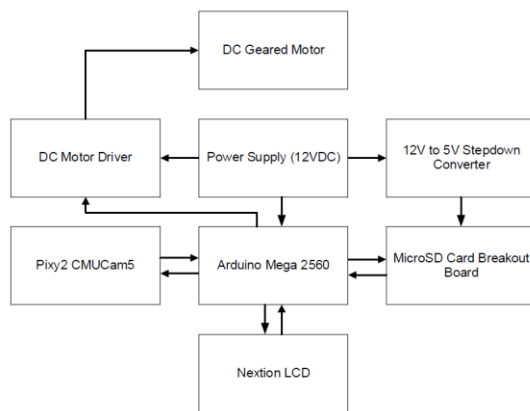 DC Geared Motor
DC Motor Driver
Power Supply (12VDC)
12V to 5V Stepdown
Converter
Pixy2 CMUCam5
Arduino Mega 2560
MicroSD Card Breakout
Board
Nextion LCD